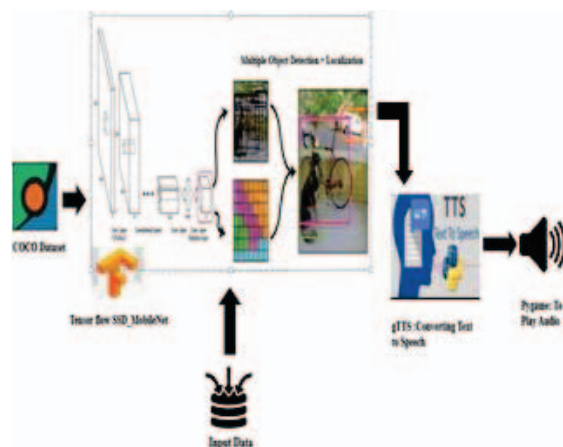 Multiple Object Detection + Localization
COCO Dataset
Tensor flow SSD_MobileNet
Input Data
TTS
Text To Speech
gTTS :Converting Text
to Speech
Pygame: To
Play Audio